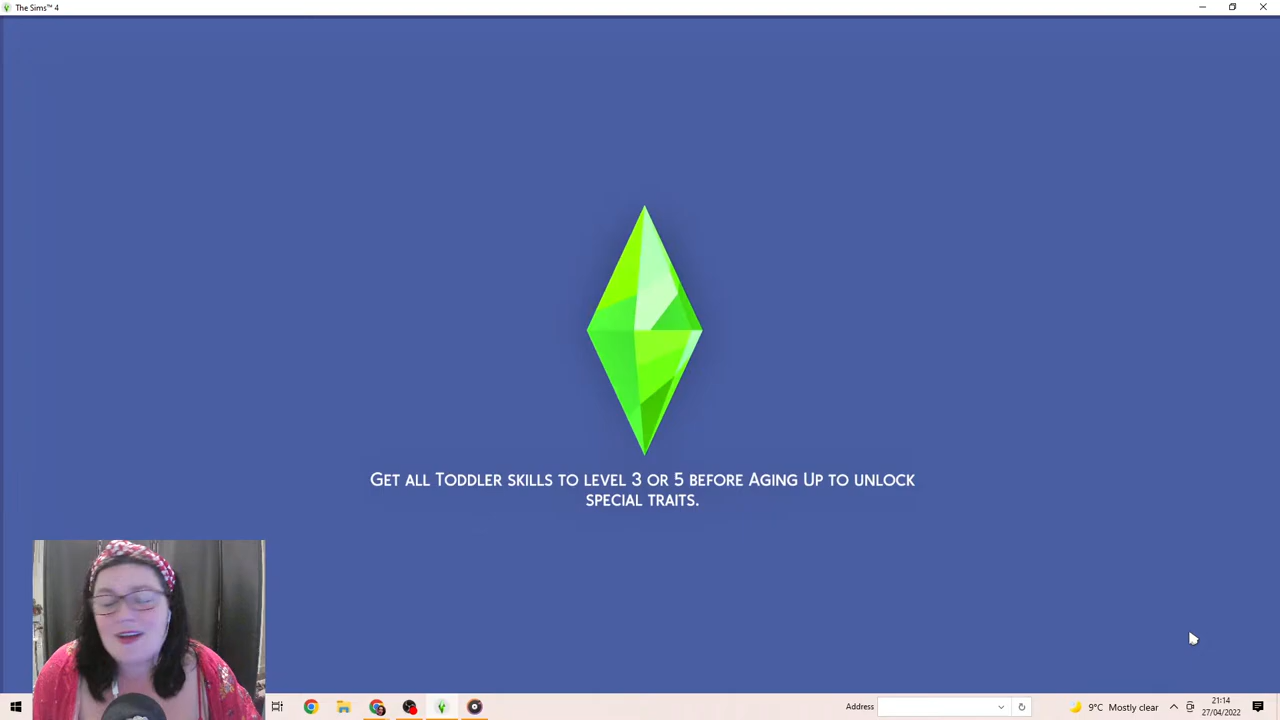 The Sims™ 4
GET ALL TODDLER SKILLS TO LEVEL 3 OR 5 BEFORE AGING UP TO UNLOCK
SPECIAL TRAITS.
Address
9°C Mostly clear
21:14
27/04/2022